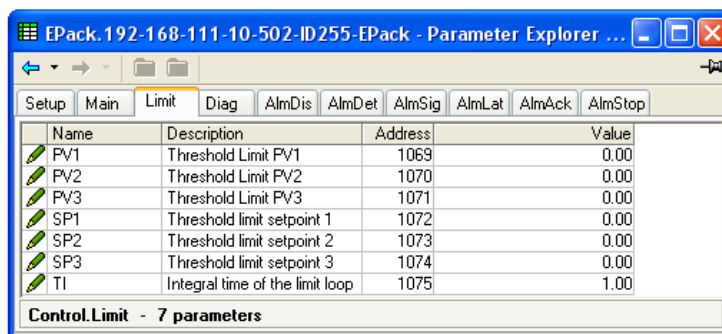 EPack.192-168-111-10-502-ID255-EPack - Parameter Explorer ...
Setup Main Limit Diag AlmDis AlmDet AlmSig AlmLat AlmAck AlmStop
Name Description Address Value
PV1 Threshold Limit PV1 1069 0.00
PV2 Threshold Limit PV2 1070 0.00
PV3 Threshold Limit PV3 1071 0.00
SP1 Threshold limit setpoint 1 1072 0.00
SP2 Threshold limit setpoint 2 1073 0.00
SP3 Threshold limit setpoint 3 1074 0.00
TI Integral time of the limit loop 1075 1.00
Control.Limit - 7 parameters